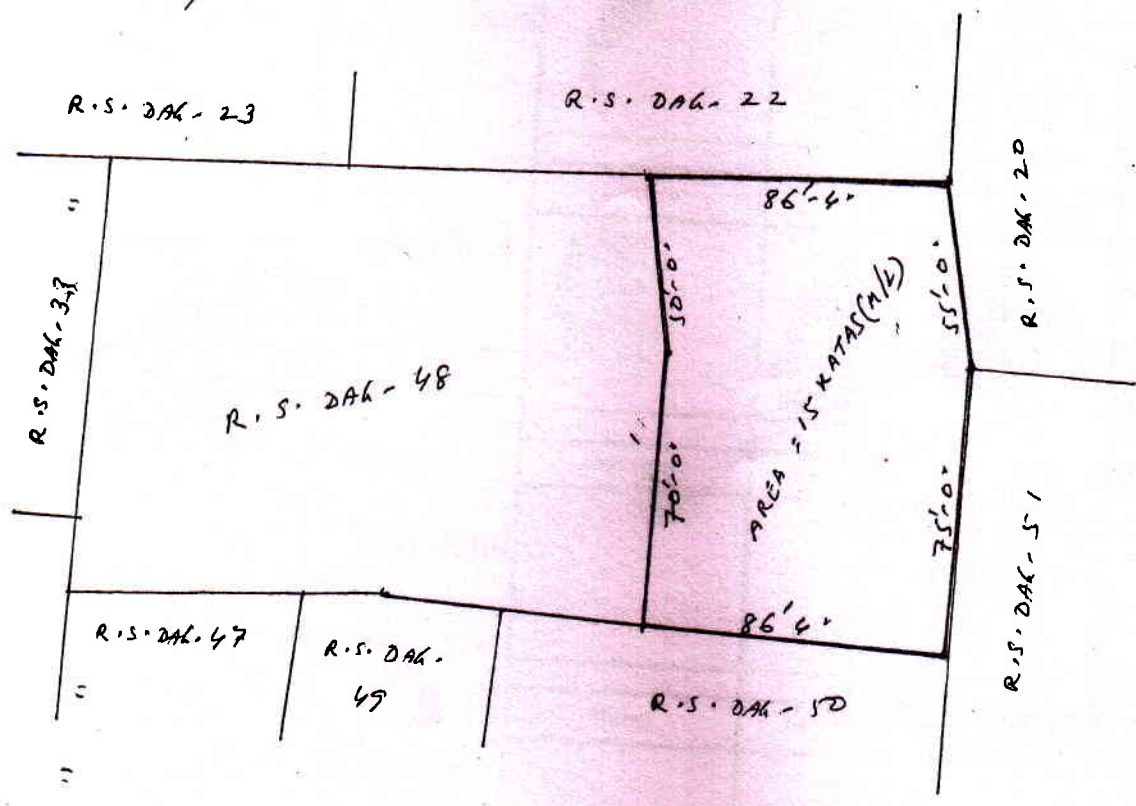 R.S. DAG - 23
R.S. DAG - 22
86'-4"
R.S. DAG - 20
50'-0"
55'-0"
AREA = 15 KATAS (M/L)
R.S. DAG - 48
70'-0"
75'-0"
R.S. DAG - 51
86'4"
R.S. DAG - 47
R.S. DAG -
49
R.S. DAG - 50